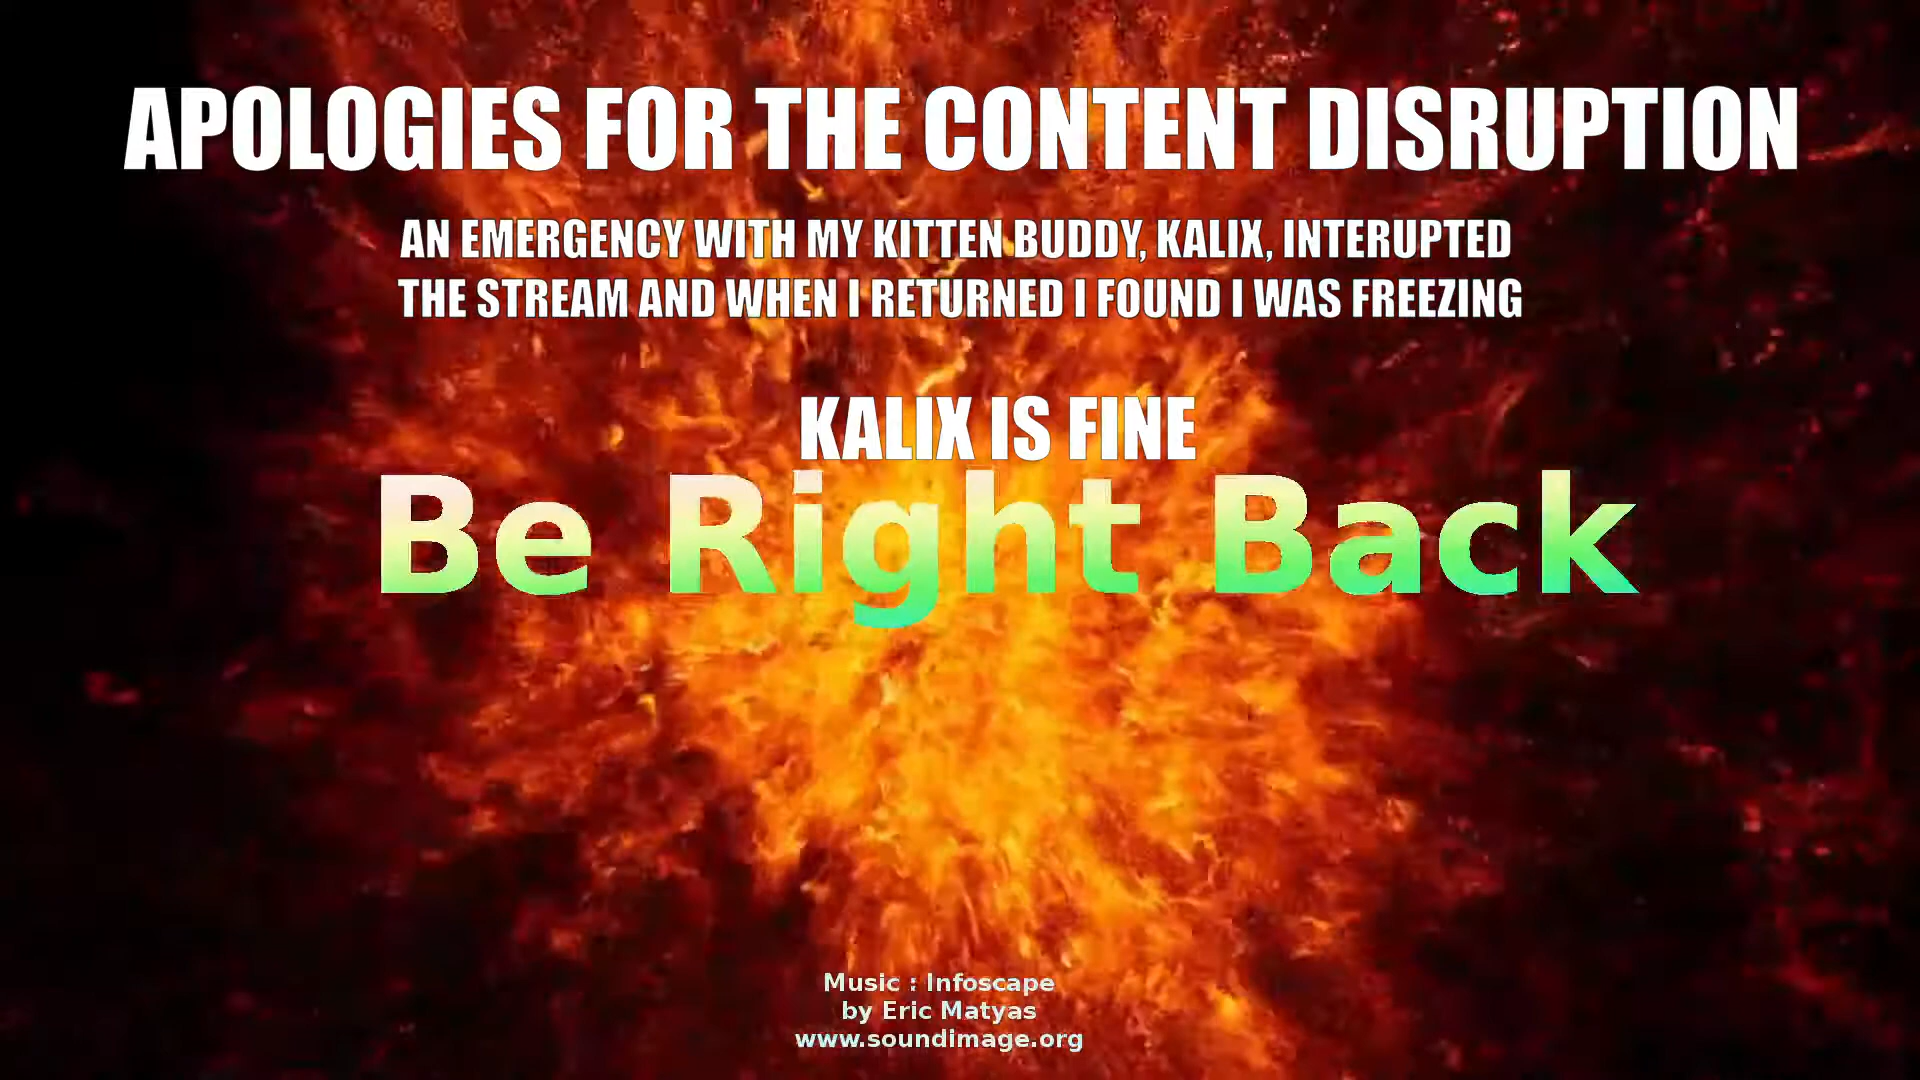 APOLOGIES FOR THE CONTENT DISRUPTION
AN EMERGENCY WITH MY KITTEN BUDDY, KALIX, INTERUPTED
THE STREAM AND WHEN I RETURNED I FOUND I WAS FREEZING
KALIX IS FINE
Be Right Back
Music : Infoscape
by Eric Matyas
www.soundimage.org